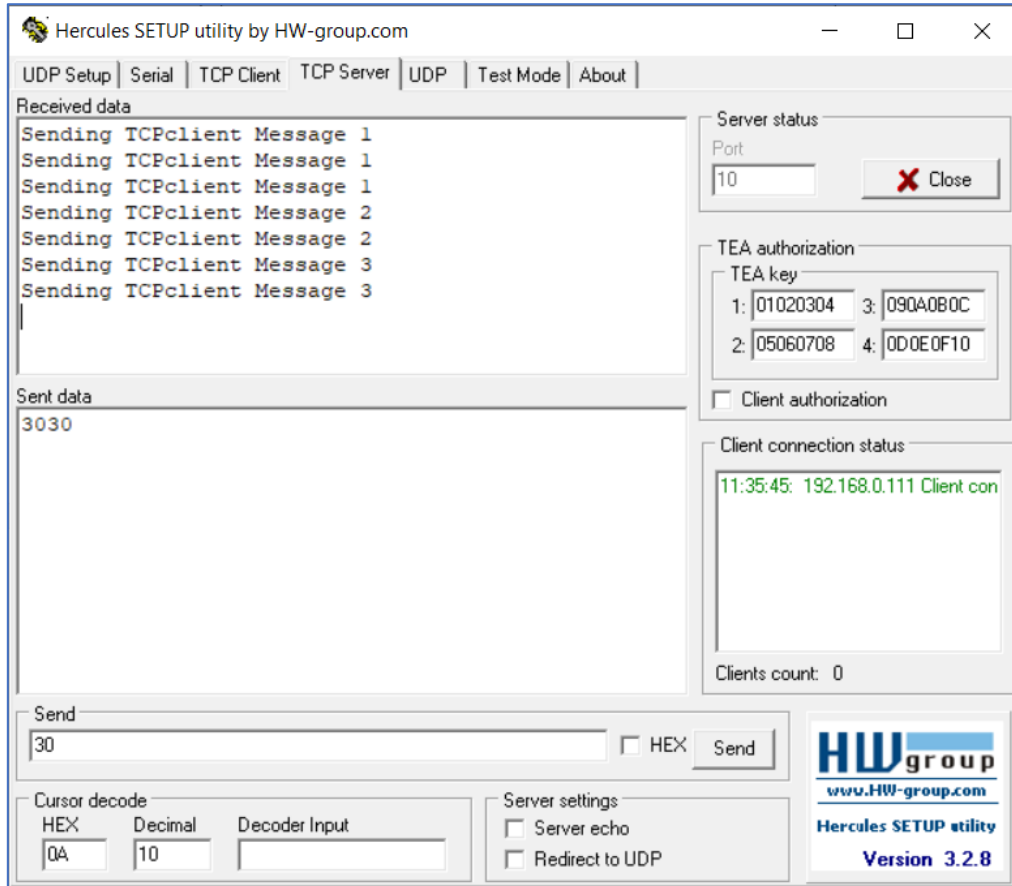 Hercules SETUP utility by HW-group.com
UDP Setup Serial TCP Client TCP Server UDP Test Mode About
Received data
Sending TCPclient Message 1
Sending TCPclient Message 1
Sending TCPclient Message 1
Sending TCPclient Message 2
Sending TCPclient Message 2
Sending TCPclient Message 3
Sending TCPclient Message 3
Sent data
3030
Server status
Port
10 Close
TEA authorization
TEA key
1: 01020304 3: 090A0B0C
2: 05060708 4: 0D0E0F10
Client authorization
Client connection status
11:35:45: 192.168.0.111 Client con
Clients count: 0
Send
30 HEX Send
Cursor decode
HEX Decimal Decoder Input
0A 10
Server settings
Server echo
Redirect to UDP
HW group
www.HW-group.com
Hercules SETUP utility
Version 3.2.8